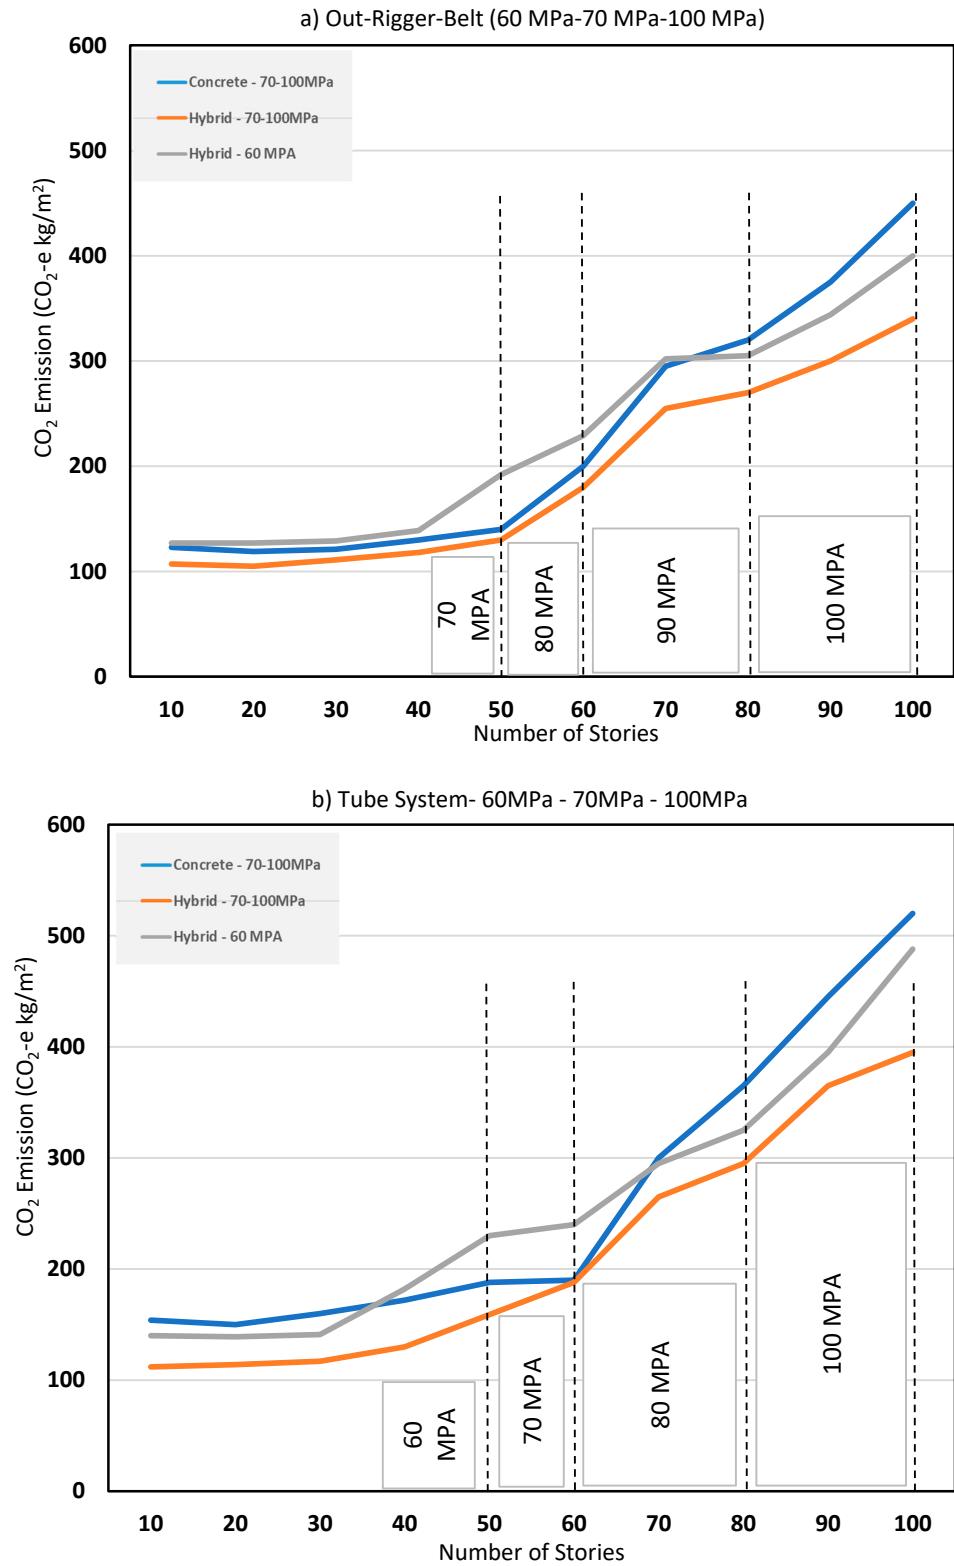 a) Out-Rigger-Belt (60 MPa-70 MPa-100 MPa)
600
500
400
300
200
100
0
CO₂ Emission (CO₂-e kg/m²)
Concrete - 70-100MPa
Hybrid - 70-100MPa
Hybrid - 60 MPA
70
MPA
80 MPA
90 MPA
100 MPA
10 20 30 40 50 60 70 80 90 100
Number of Stories
b) Tube System- 60MPa - 70MPa - 100MPa
600
500
400
300
200
100
0
CO₂ Emission (CO₂-e kg/m²)
Concrete - 70-100MPa
Hybrid - 70-100MPa
Hybrid - 60 MPA
60
MPA
70 MPA
80 MPA
100 MPA
10 20 30 40 50 60 70 80 90 100
Number of Stories